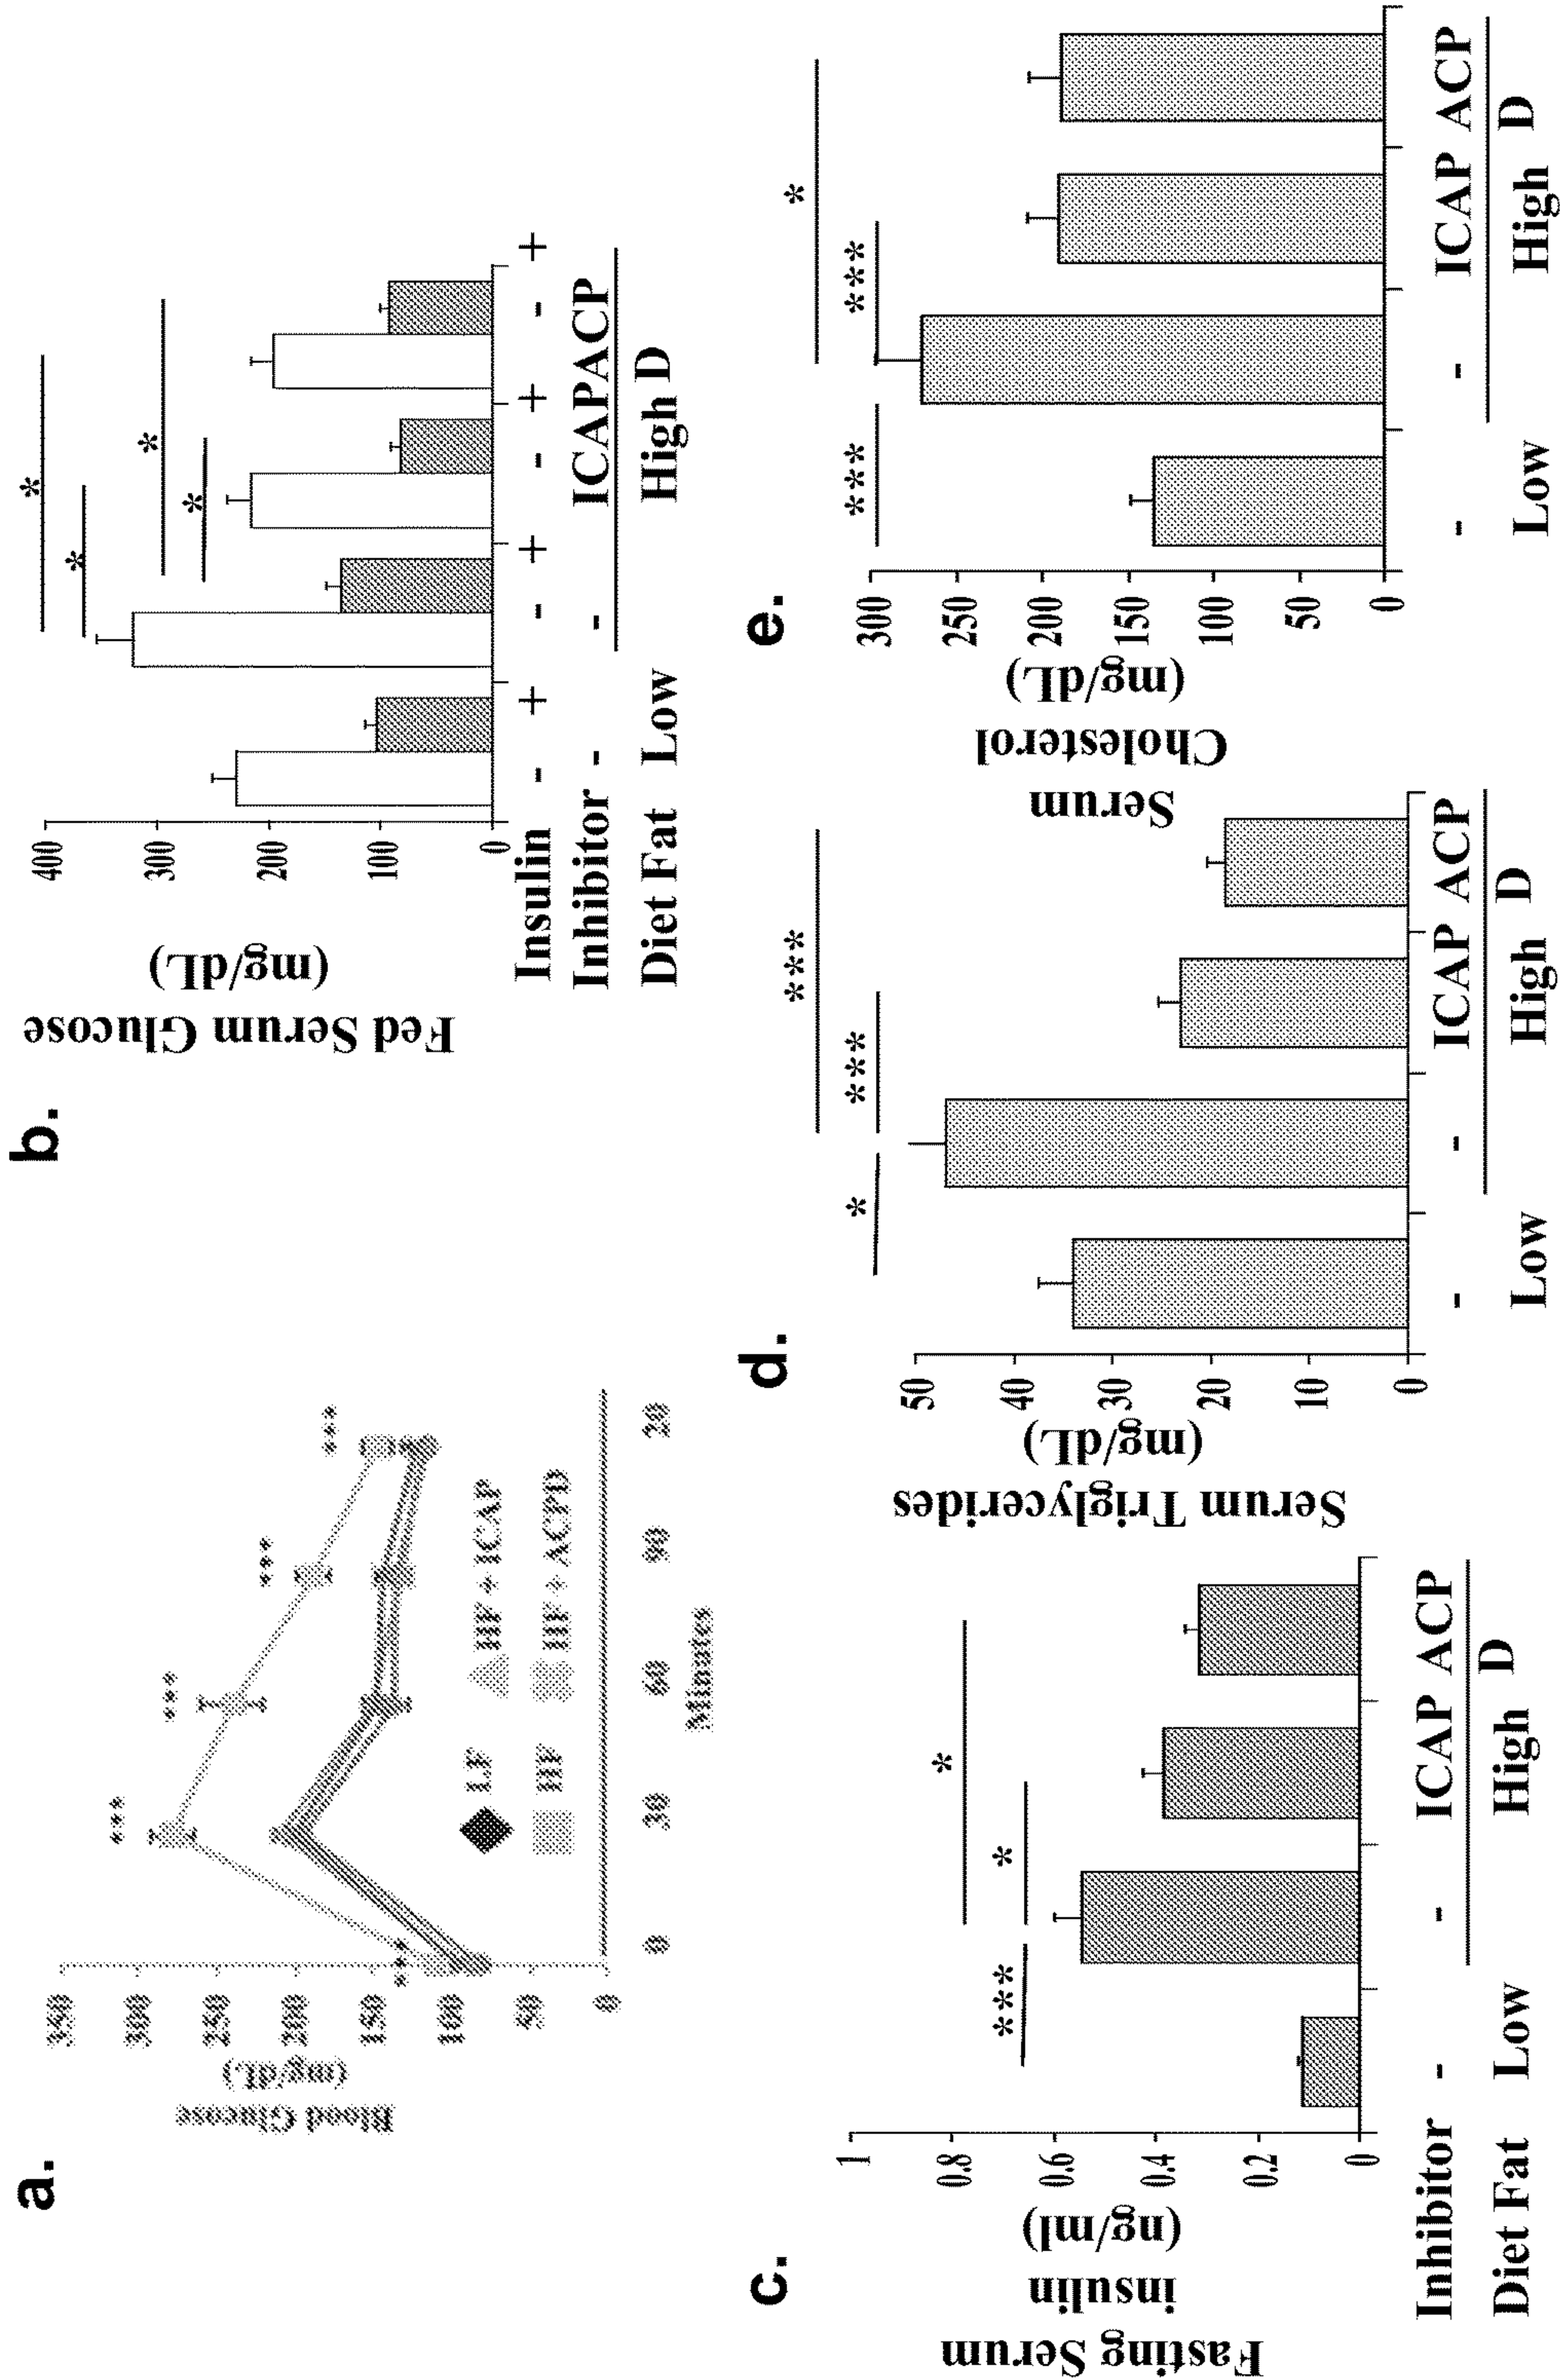 a.
Blood Glucose
(mg/dL)
350
300
250
200
150
100
50
0
***
***
***
***
***
LF
HF + ICAP
HF
HF + ACPD
0
30
60
90
20
Minutes
b.
Fed Serum Glucose
(mg/dL)
400
300
200
100
0
*
*
*
*
Insulin - + - + - + - +
Inhibitor - - ICAPACP
Diet Fat Low High D
c.
Fasting Serum
insulin
(ng/ml)
1
0.8
0.6
0.4
0.2
0
***
*
*
Inhibitor - - ICAP ACP
Diet Fat Low High D
d.
Serum Triglycerides
(mg/dL)
50
40
30
20
10
0
*
***
***
- - ICAP ACP
Low High D
e.
Serum
Cholesterol
(mg/dL)
300
250
200
150
100
50
0
***
***
*
- - ICAP ACP
Low High D